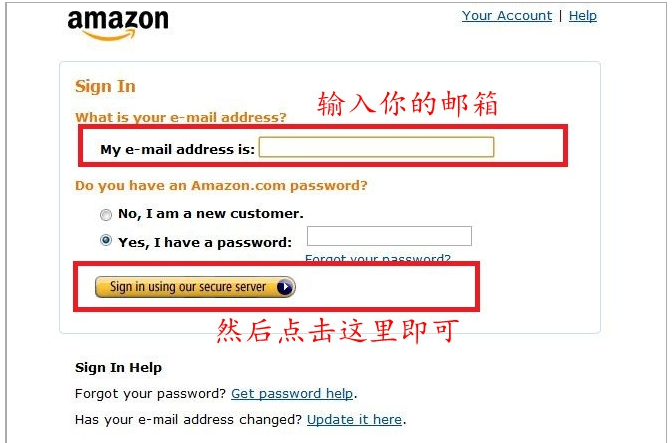 amazon
Your Account | Help
Sign In
What is your e-mail address?
输入你的邮箱
My e-mail address is:
Do you have an Amazon.com password?
No, I am a new customer.
Yes, I have a password:
Forgot your password?
Sign in using our secure server
然后点击这里即可
Sign In Help
Forgot your password? Get password help.
Has your e-mail address changed? Update it here.